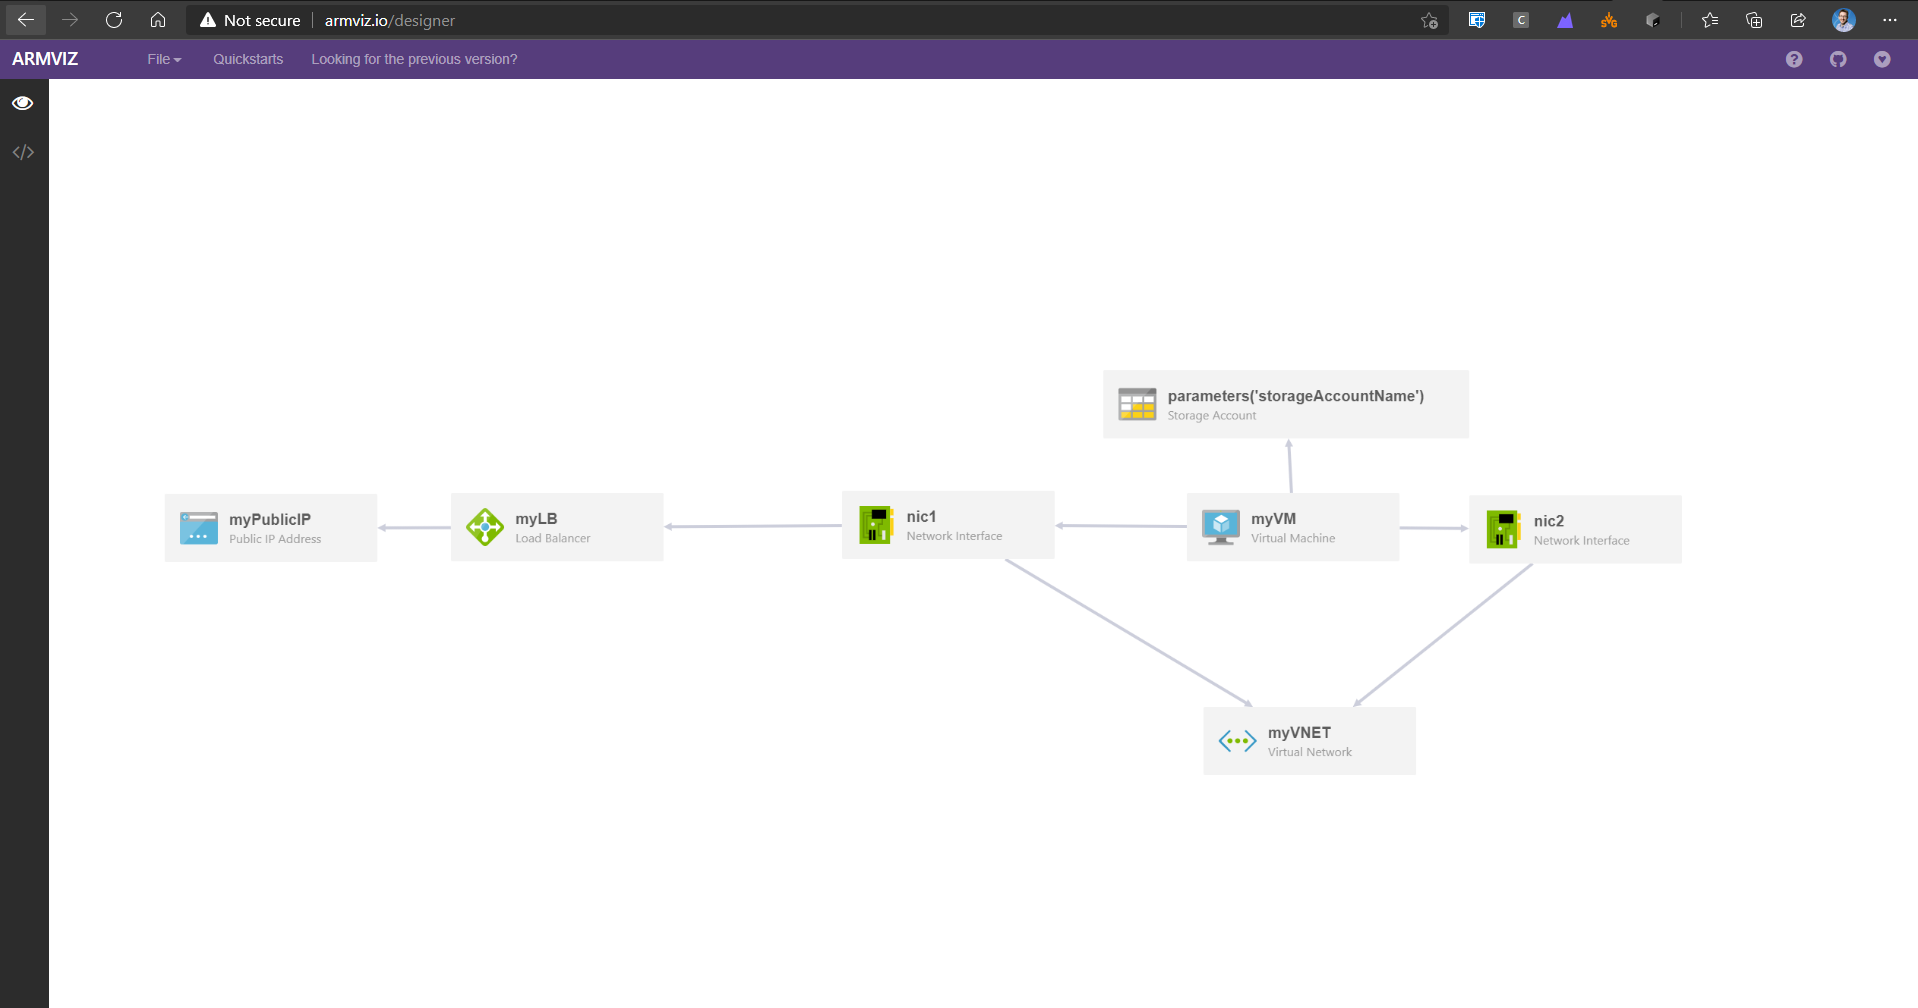 Not secure
armviz.io/designer
C
SVG
ARMVIZ
File
Quickstarts
Looking for the previous version?
parameters('storageAccountName')
Storage Account
myPublicIP
Public IP Address
myLB
Load Balancer
nic1
Network Interface
myVM
Virtual Machine
nic2
Network Interface
myVNET
Virtual Network